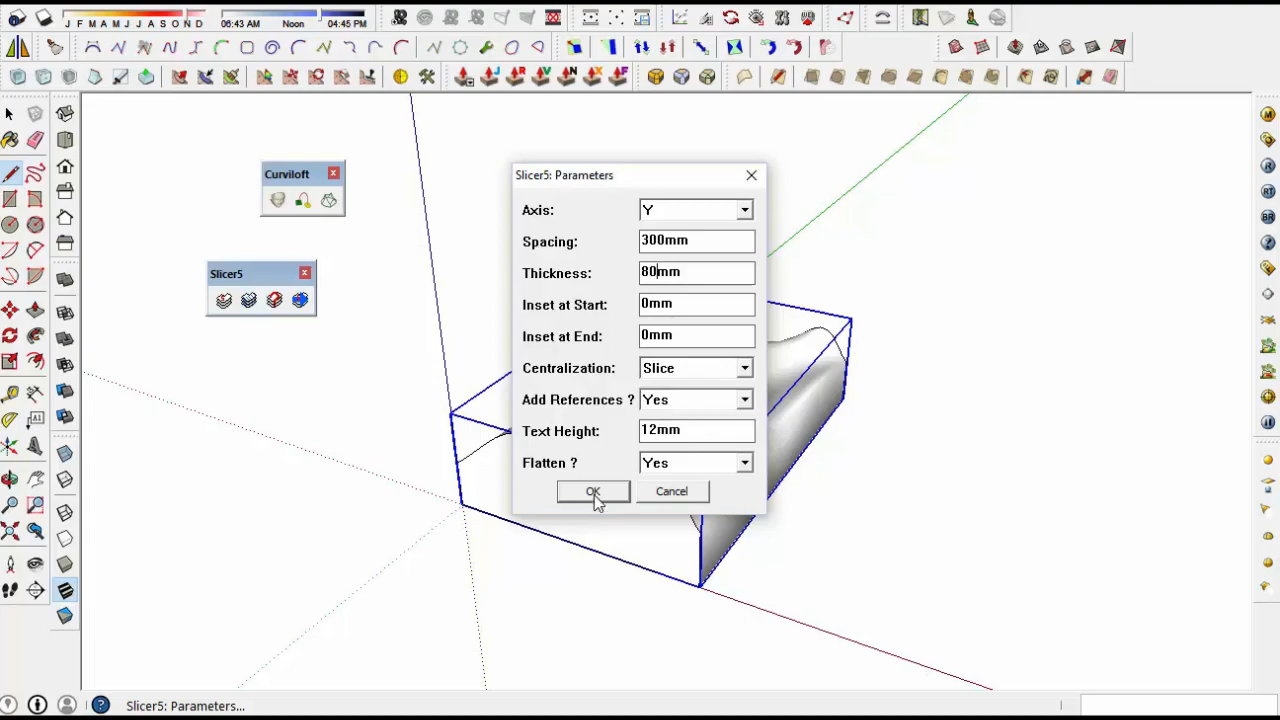 J F M A M J J A S O N D 06:43 AM Noon 04:45 PM
Curviloft
Slicer5
Slicer5: Parameters
Axis: Y
Spacing: 300mm
Thickness: 80mm
Inset at Start: 0mm
Inset at End: 0mm
Centralization: Slice
Add References ? Yes
Text Height: 12mm
Flatten ? Yes
OK Cancel
Slicer5: Parameters...